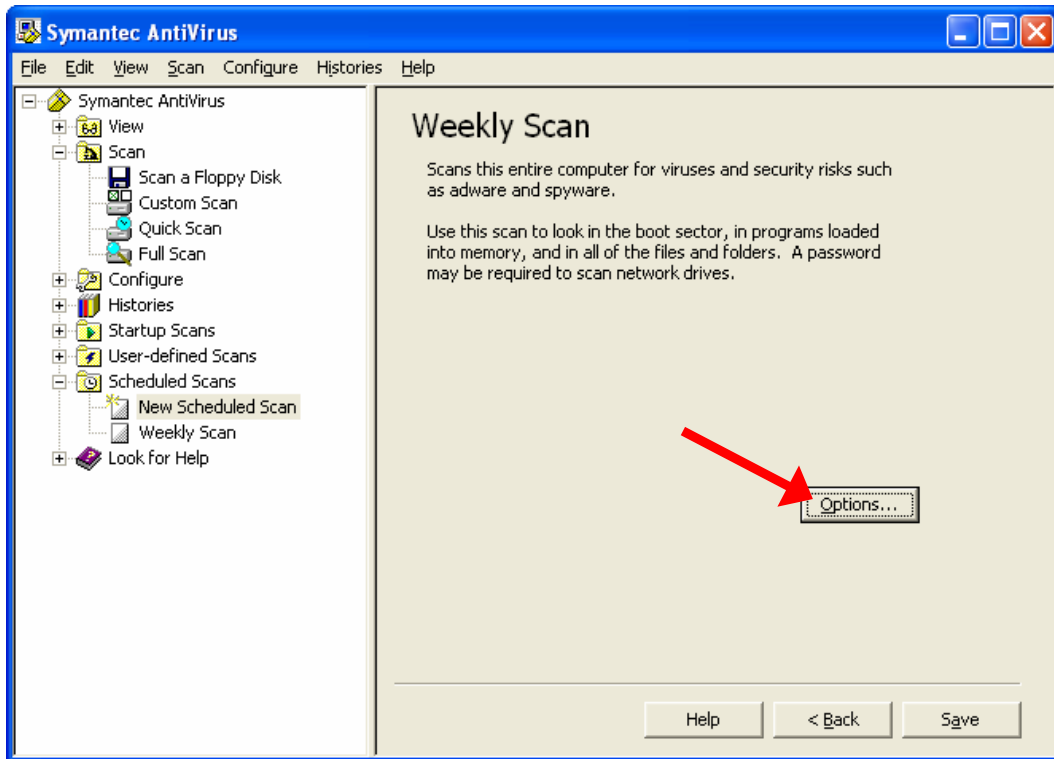 Symantec AntiVirus
File Edit View Scan Configure Histories Help
Symantec AntiVirus
View
Scan
Scan a Floppy Disk
Custom Scan
Quick Scan
Full Scan
Configure
Histories
Startup Scans
User-defined Scans
Scheduled Scans
New Scheduled Scan
Weekly Scan
Look for Help
Weekly Scan
Scans this entire computer for viruses and security risks such
as adware and spyware.
Use this scan to look in the boot sector, in programs loaded
into memory, and in all of the files and folders. A password
may be required to scan network drives.
Options...
Help < Back Save